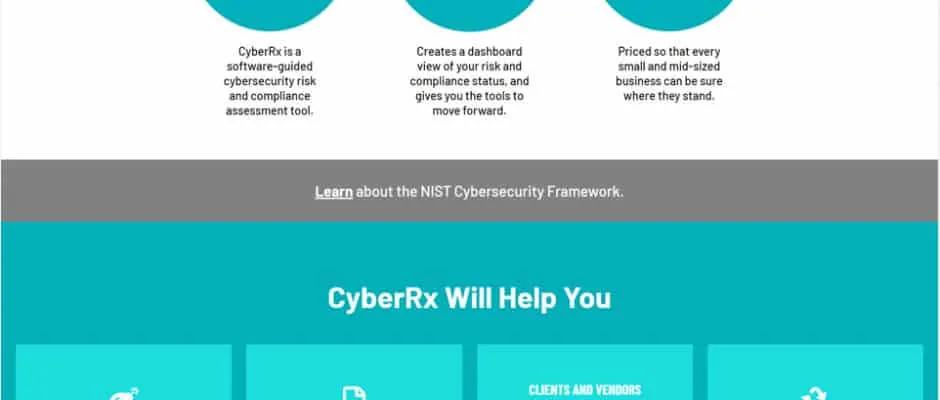 CyberRx is a
software-guided
cybersecurity risk
and compliance
assessment tool.
Creates a dashboard
view of your risk and
compliance status, and
gives you the tools to
move forward.
Priced so that every
small and mid-sized
business can be sure
where they stand.
Learn about the NIST Cybersecurity Framework.
CyberRx Will Help You
CLIENTS AND VENDORS